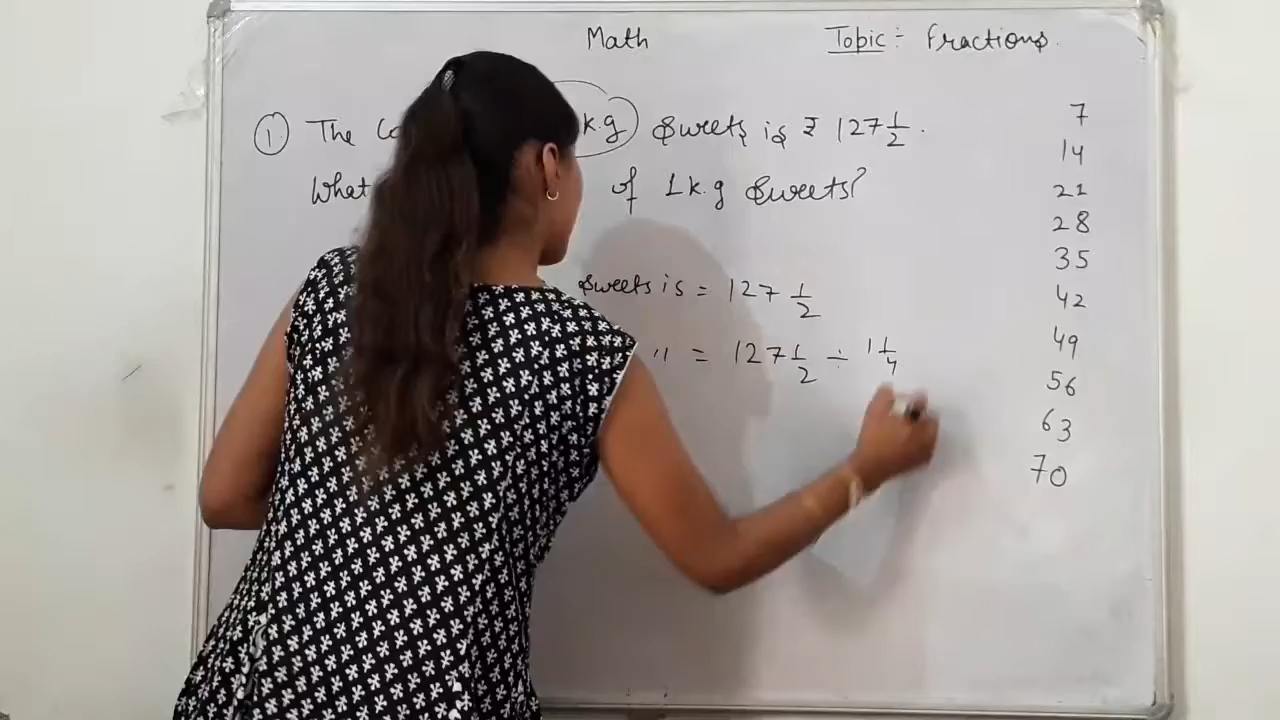 Math
Topic :- Fractions.
① The k.g Sweets is ₹ 127 1/2.
What of 1 k.g Sweets?
Sweets is = 127 1/2
" = 127 1/2 ÷ 1 1/4
7
14
21
28
35
42
49
56
63
70